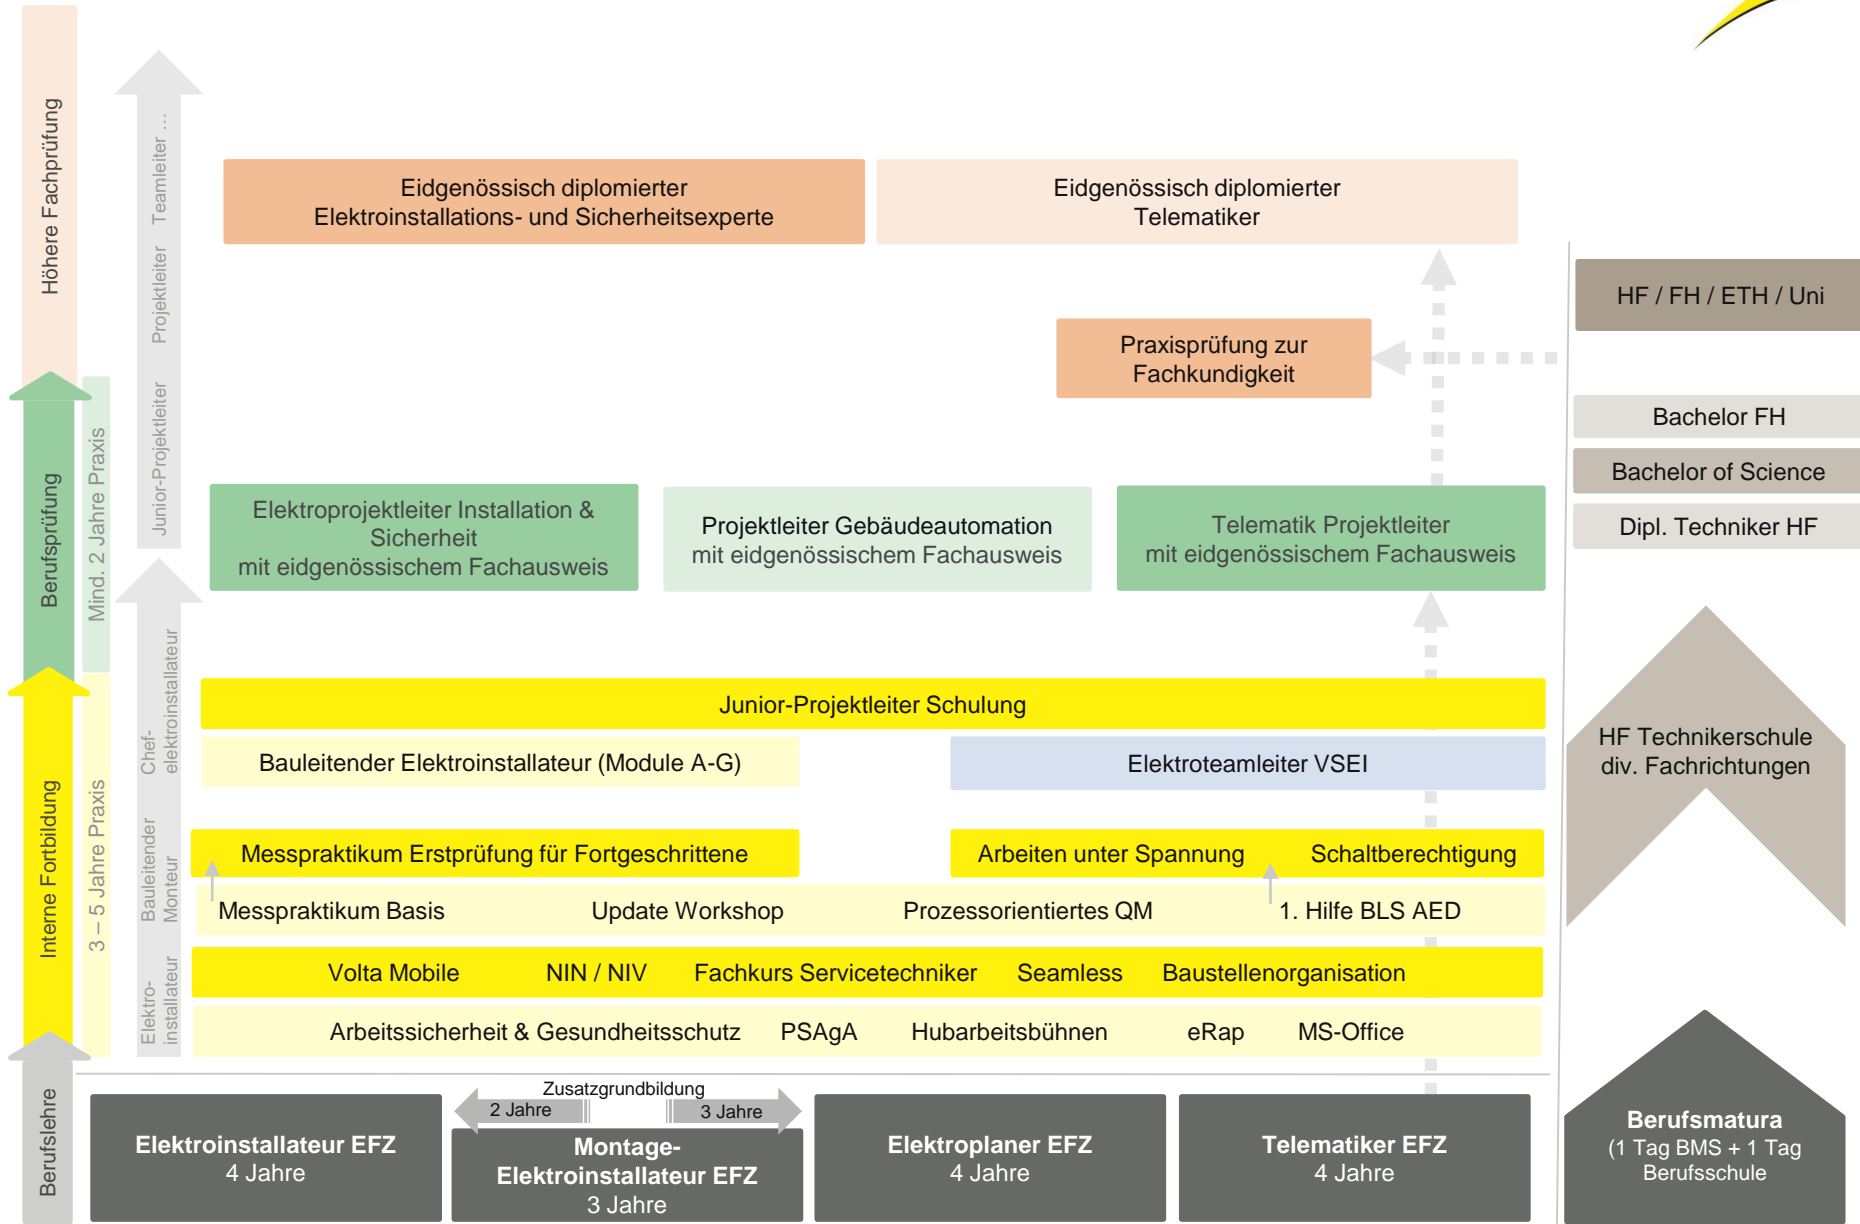 Höhere Fachprüfung
Berufsprüfung
Interne Fortbildung
Berufslehre
Mind. 2 Jahre Praxis
3 – 5 Jahre Praxis
Teamleiter ...
Projektleiter
Junior-Projektleiter
Chef-
elektroinstallateur
Bauleitender
Monteur
Elektro-
installateur
Eidgenössisch diplomierter
Elektroinstallations- und Sicherheitsexperte
Eidgenössisch diplomierter
Telematiker
Praxisprüfung zur
Fachkundigkeit
Elektroprojektleiter Installation &
Sicherheit
mit eidgenössischem Fachausweis
Projektleiter Gebäudeautomation
mit eidgenössischem Fachausweis
Telematik Projektleiter
mit eidgenössischem Fachausweis
Junior-Projektleiter Schulung
Bauleitender Elektroinstallateur (Module A-G)
Elektroteamleiter VSEI
Messpraktikum Erstprüfung für Fortgeschrittene
Arbeiten unter Spannung
Schaltberechtigung
Messpraktikum Basis
Update Workshop
Prozessorientiertes QM
1. Hilfe BLS AED
Volta Mobile
NIN / NIV
Fachkurs Servicetechniker
Seamless
Baustellenorganisation
Arbeitssicherheit & Gesundheitsschutz
PSAgA
Hubarbeitsbühnen
eRap
MS-Office
Zusatzgrundbildung
2 Jahre
3 Jahre
Elektroinstallateur EFZ
4 Jahre
Montage-
Elektroinstallateur EFZ
3 Jahre
Elektroplaner EFZ
4 Jahre
Telematiker EFZ
4 Jahre
HF / FH / ETH / Uni
Bachelor FH
Bachelor of Science
Dipl. Techniker HF
HF Technikerschule
div. Fachrichtungen
Berufsmatura
(1 Tag BMS + 1 Tag
Berufsschule